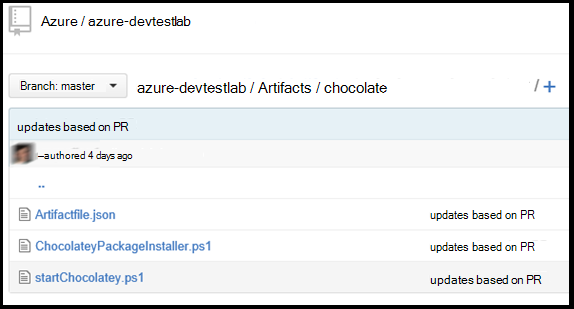 Azure / azure-devtestlab
Branch: master
azure-devtestlab / Artifacts / chocolate
/ +
updates based on PR
–authored 4 days ago
..
Artifactfile.json updates based on PR
ChocolateyPackageInstaller.ps1 updates based on PR
startChocolatey.ps1 updates based on PR